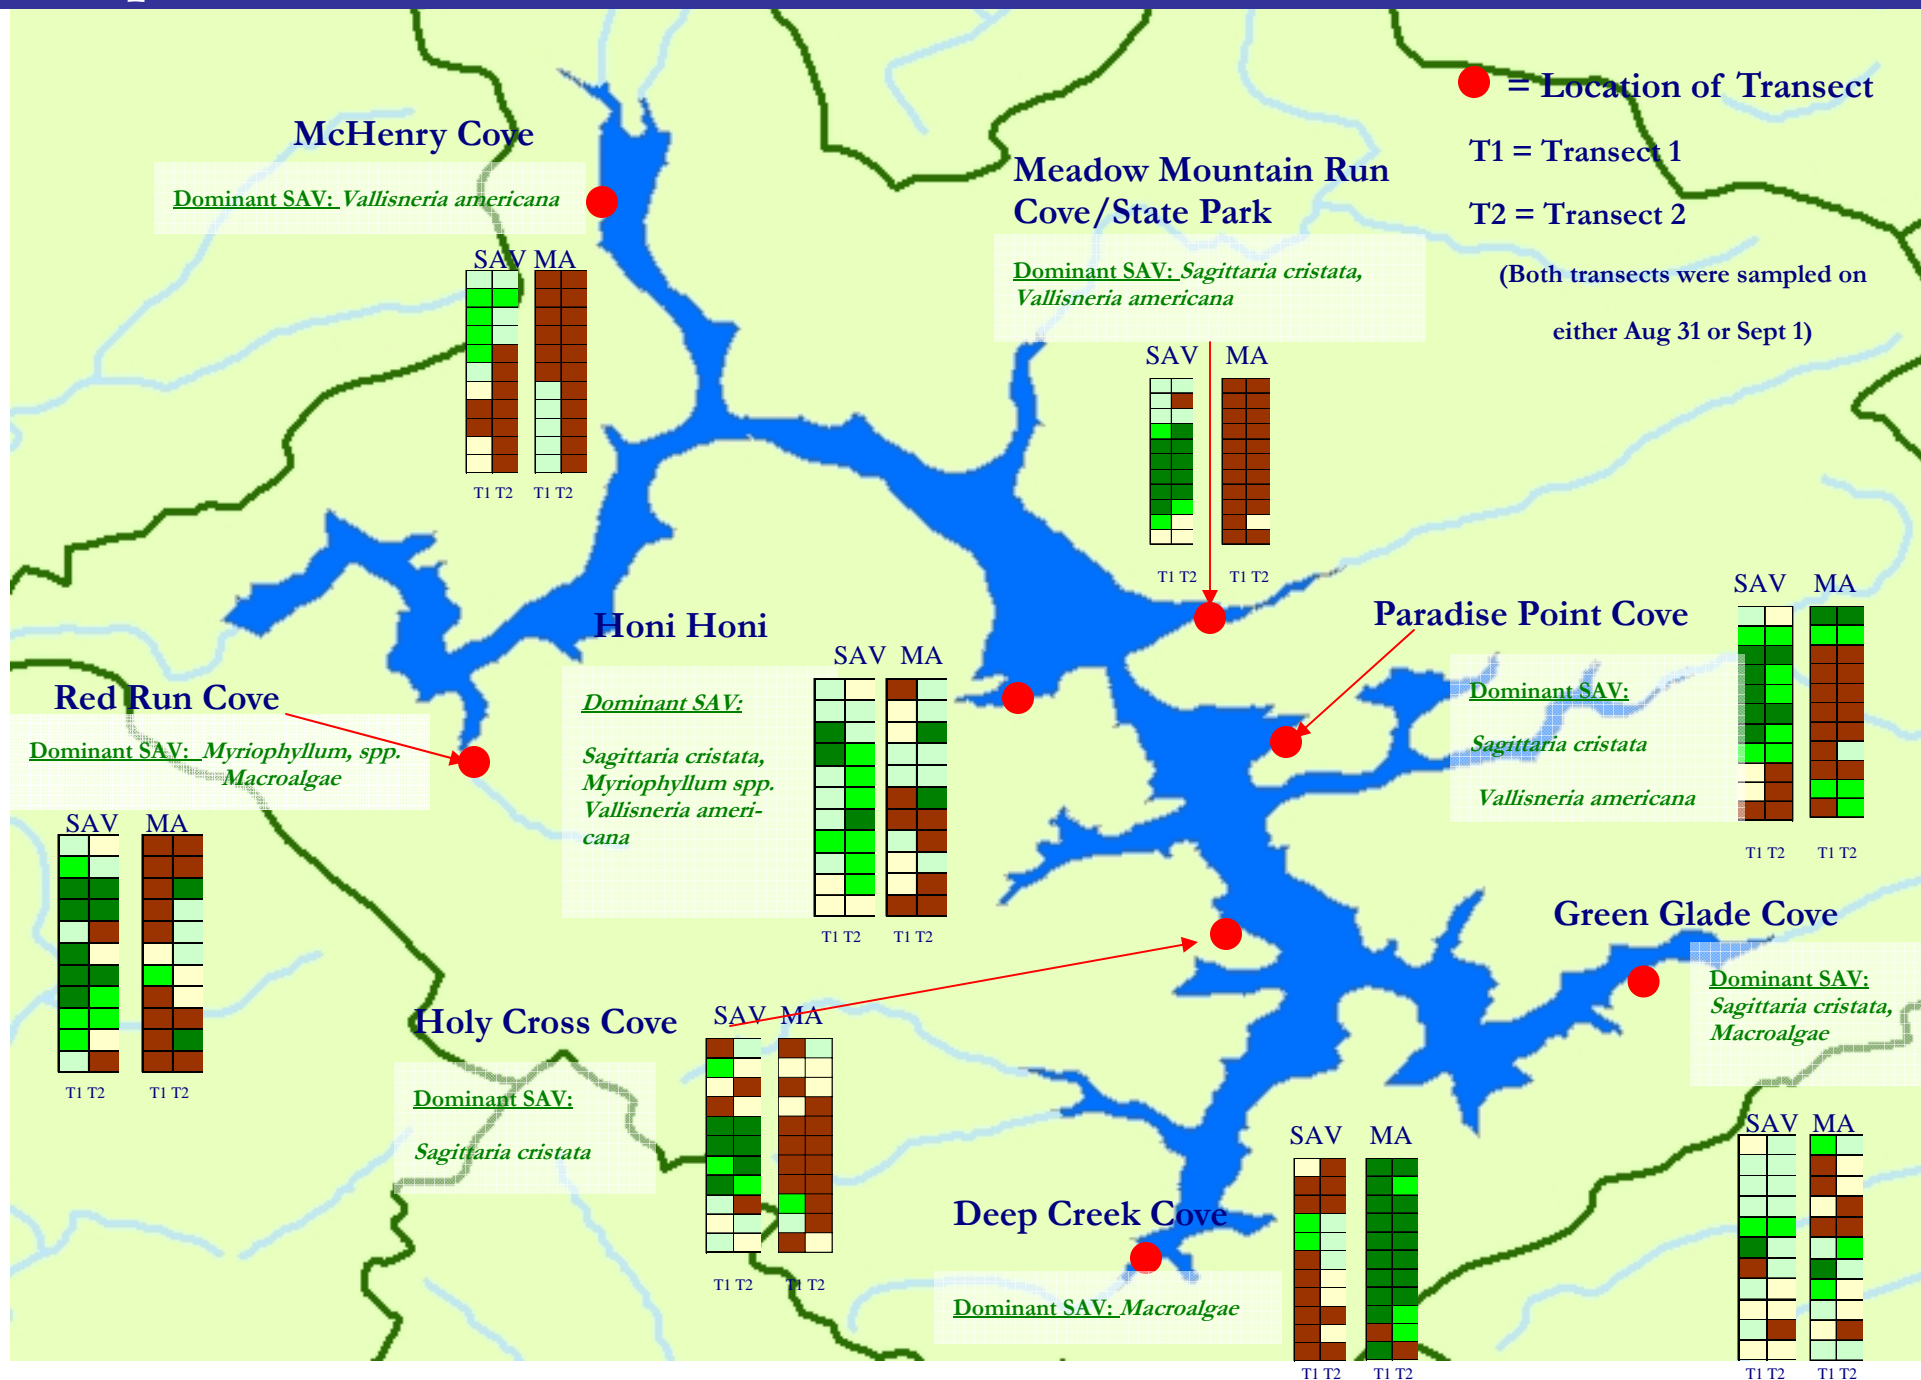 = Location of Transect
T1 = Transect 1
T2 = Transect 2
(Both transects were sampled on
either Aug 31 or Sept 1)
McHenry Cove
Dominant SAV: Vallisneria americana
SAV MA
T1 T2 T1 T2
Meadow Mountain Run
Cove/State Park
Dominant SAV: Sagittaria cristata,
Vallisneria americana
SAV MA
T1 T2 T1 T2
Honi Honi
Dominant SAV:
Sagittaria cristata,
Myriophyllum spp.
Vallisneria ameri-
cana
SAV MA
T1 T2 T1 T2
Paradise Point Cove
Dominant SAV:
Sagittaria cristata
Vallisneria americana
SAV MA
T1 T2 T1 T2
Red Run Cove
Dominant SAV: Myriophyllum, spp.
Macroalgae
SAV MA
T1 T2 T1 T2
Holy Cross Cove
Dominant SAV:
Sagittaria cristata
SAV MA
T1 T2 T1 T2
Green Glade Cove
Dominant SAV:
Sagittaria cristata,
Macroalgae
SAV MA
T1 T2 T1 T2
Deep Creek Cove
Dominant SAV: Macroalgae
SAV MA
T1 T2 T1 T2